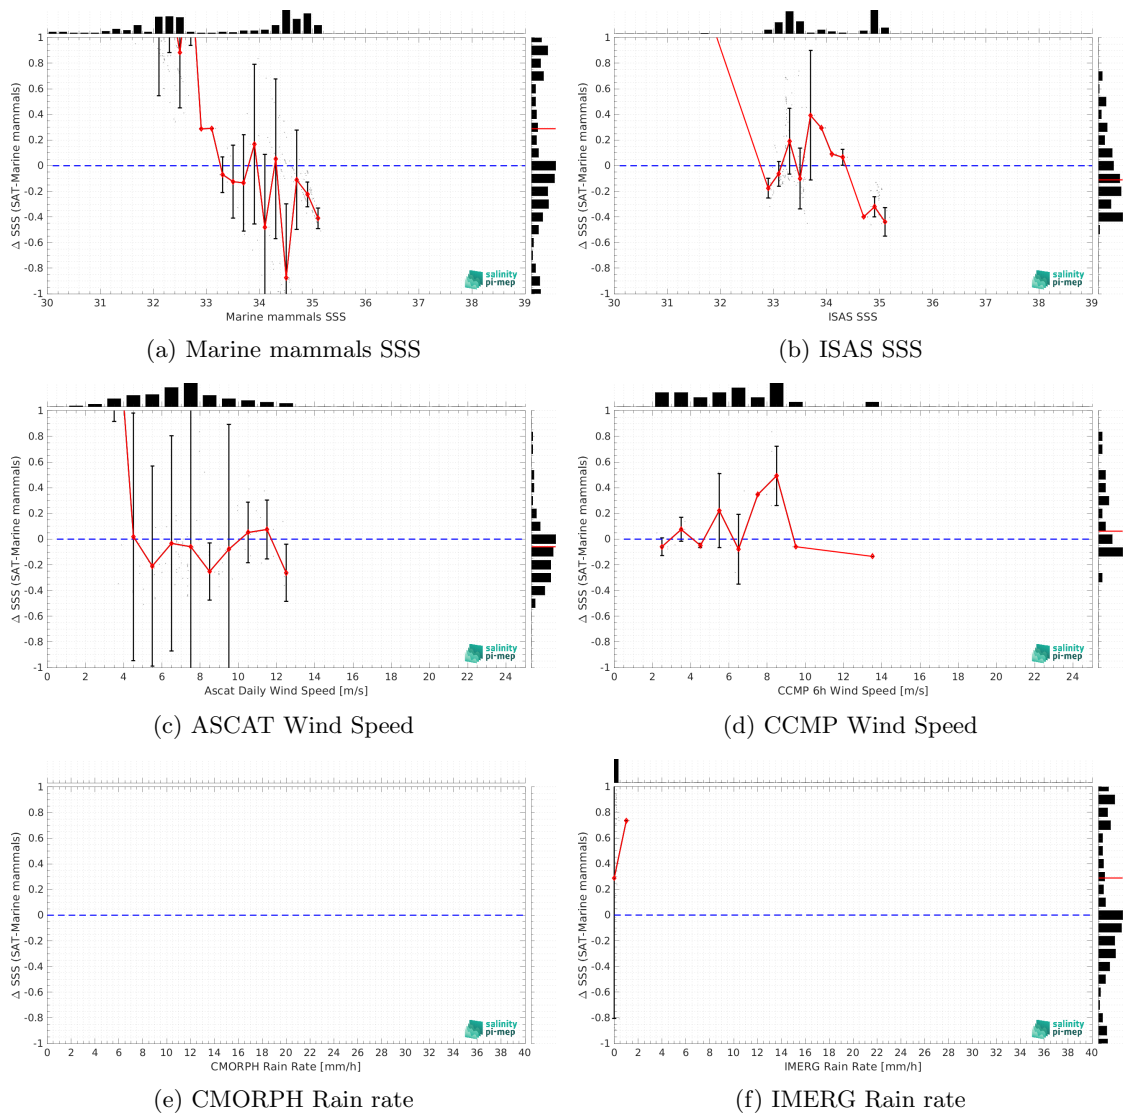 1
0.8
0.6
0.4
0.2
0
-0.2
-0.4
-0.6
-0.8
-1
Δ SSS (SAT-Marine mammals)
30 31 32 33 34 35 36 37 38 39
Marine mammals SSS
salinity
pi-mep
(a) Marine mammals SSS
1
0.8
0.6
0.4
0.2
0
-0.2
-0.4
-0.6
-0.8
-1
Δ SSS (SAT-Marine mammals)
30 31 32 33 34 35 36 37 38 39
ISAS SSS
salinity
pi-mep
(b) ISAS SSS
1
0.8
0.6
0.4
0.2
0
-0.2
-0.4
-0.6
-0.8
-1
Δ SSS (SAT-Marine mammals)
0 2 4 6 8 10 12 14 16 18 20 22 24
Ascat Daily Wind Speed [m/s]
salinity
pi-mep
(c) ASCAT Wind Speed
1
0.8
0.6
0.4
0.2
0
-0.2
-0.4
-0.6
-0.8
-1
Δ SSS (SAT-Marine mammals)
0 2 4 6 8 10 12 14 16 18 20 22 24
CCMP 6h Wind Speed [m/s]
salinity
pi-mep
(d) CCMP Wind Speed
1
0.8
0.6
0.4
0.2
0
-0.2
-0.4
-0.6
-0.8
-1
Δ SSS (SAT-Marine mammals)
0 2 4 6 8 10 12 14 16 18 20 22 24 26 28 30 32 34 36 38 40
CMORPH Rain Rate [mm/h]
salinity
pi-mep
(e) CMORPH Rain rate
1
0.8
0.6
0.4
0.2
0
-0.2
-0.4
-0.6
-0.8
-1
Δ SSS (SAT-Marine mammals)
0 2 4 6 8 10 12 14 16 18 20 22 24 26 28 30 32 34 36 38 40
IMERG Rain Rate [mm/h]
salinity
pi-mep
(f) IMERG Rain rate